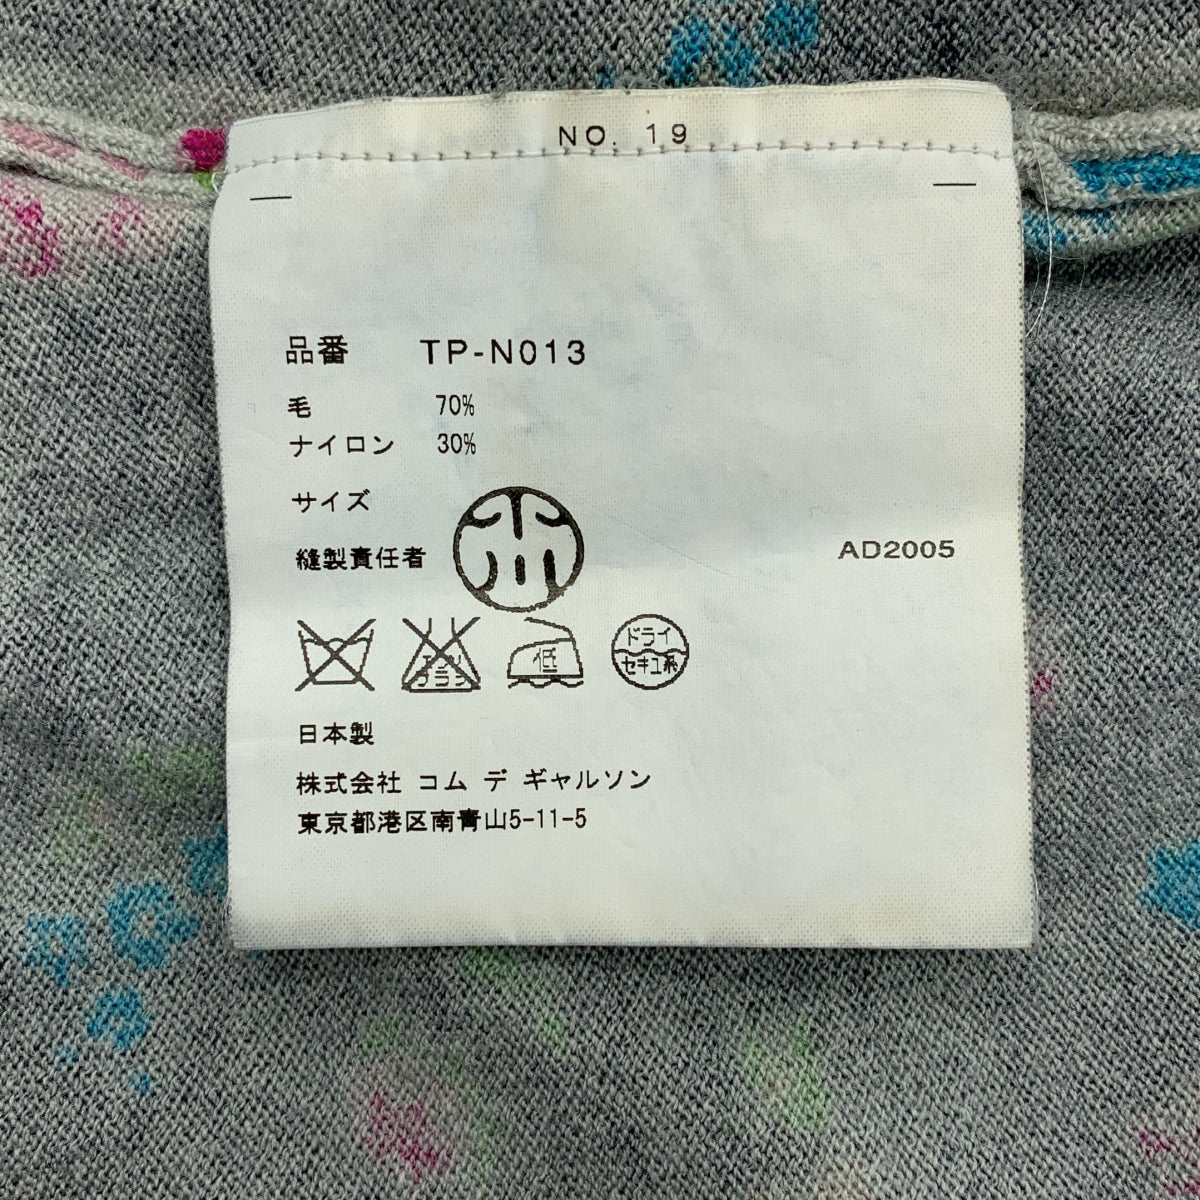 NO. 19
品番 TP-N013
毛 70%
ナイロン 30%
サイズ
縫製責任者
AD2005
低
ドライ
セキユ系
日本製
株式会社 コム デ ギャルソン
東京都港区南青山5-11-5